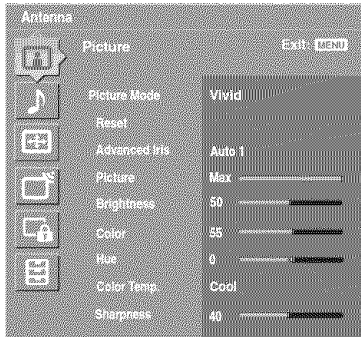 Antenna
Picture Exit: MENU
Picture Mode Vivid
Reset
Advanced Iris Auto 1
Picture Max
Brightness 50
Color 55
Hue 0
Color Temp. Cool
Sharpness 40